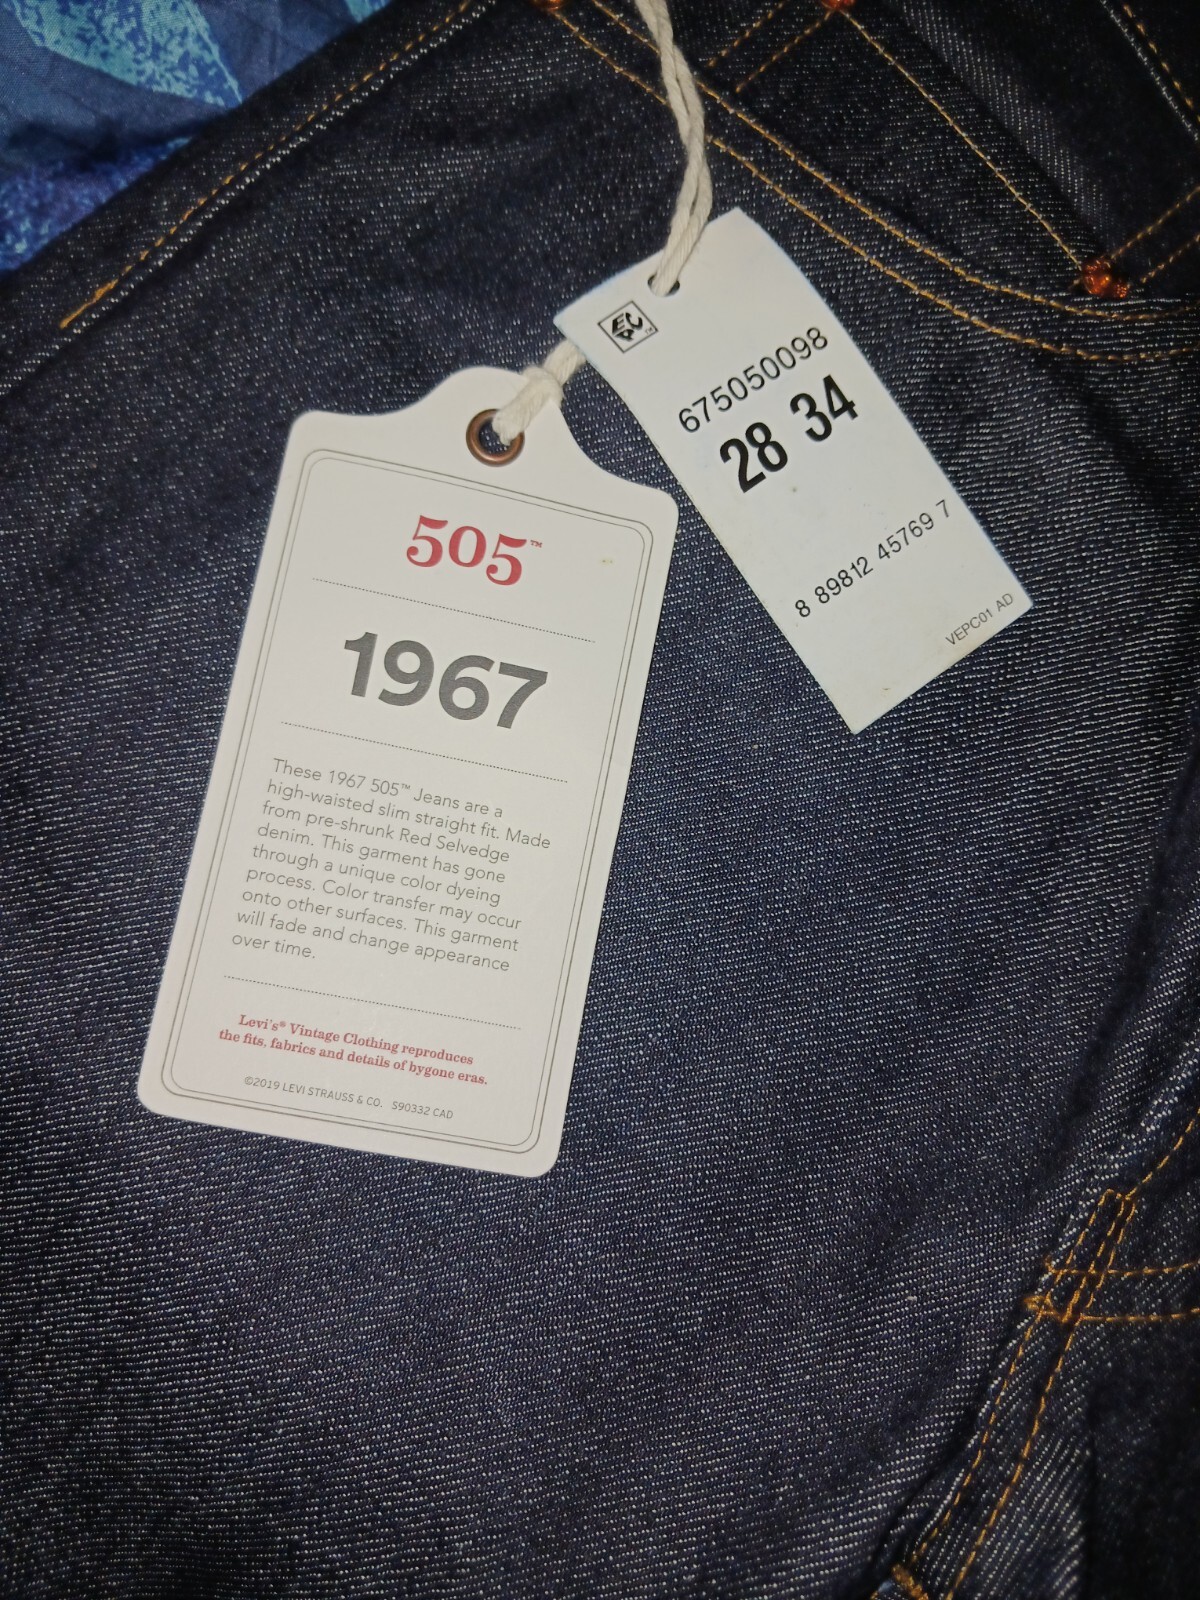 675050098
28 34
8 89812 45769 7
VEPC01 AD
505™
1967
These 1967 505™ Jeans are a
high-waisted slim straight fit. Made
from pre-shrunk Red Selvedge
denim. This garment has gone
through a unique color dyeing
process. Color transfer may occur
onto other surfaces. This garment
will fade and change appearance
over time.
Levi's® Vintage Clothing reproduces
the fits, fabrics and details of bygone eras.
©2019 LEVI STRAUSS & CO. S90332 CAD